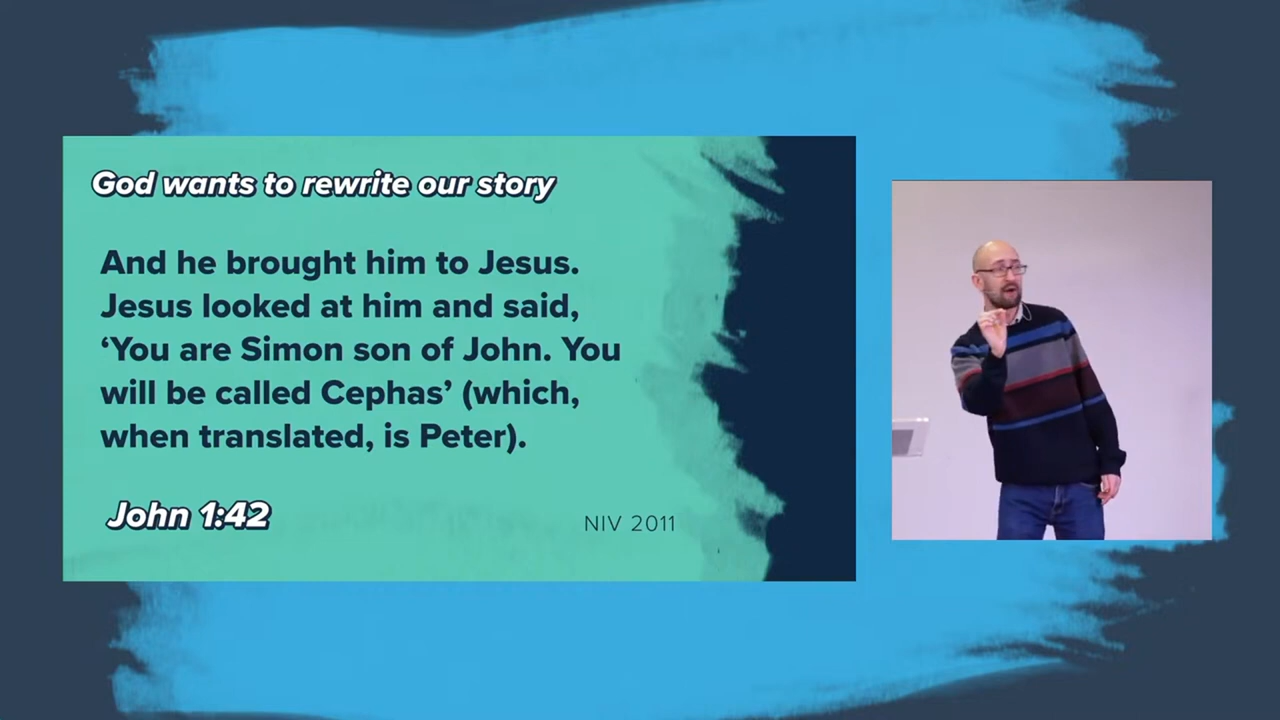 God wants to rewrite our story
And he brought him to Jesus.
Jesus looked at him and said,
‘You are Simon son of John. You
will be called Cephas’ (which,
when translated, is Peter).
John 1:42
NIV 2011